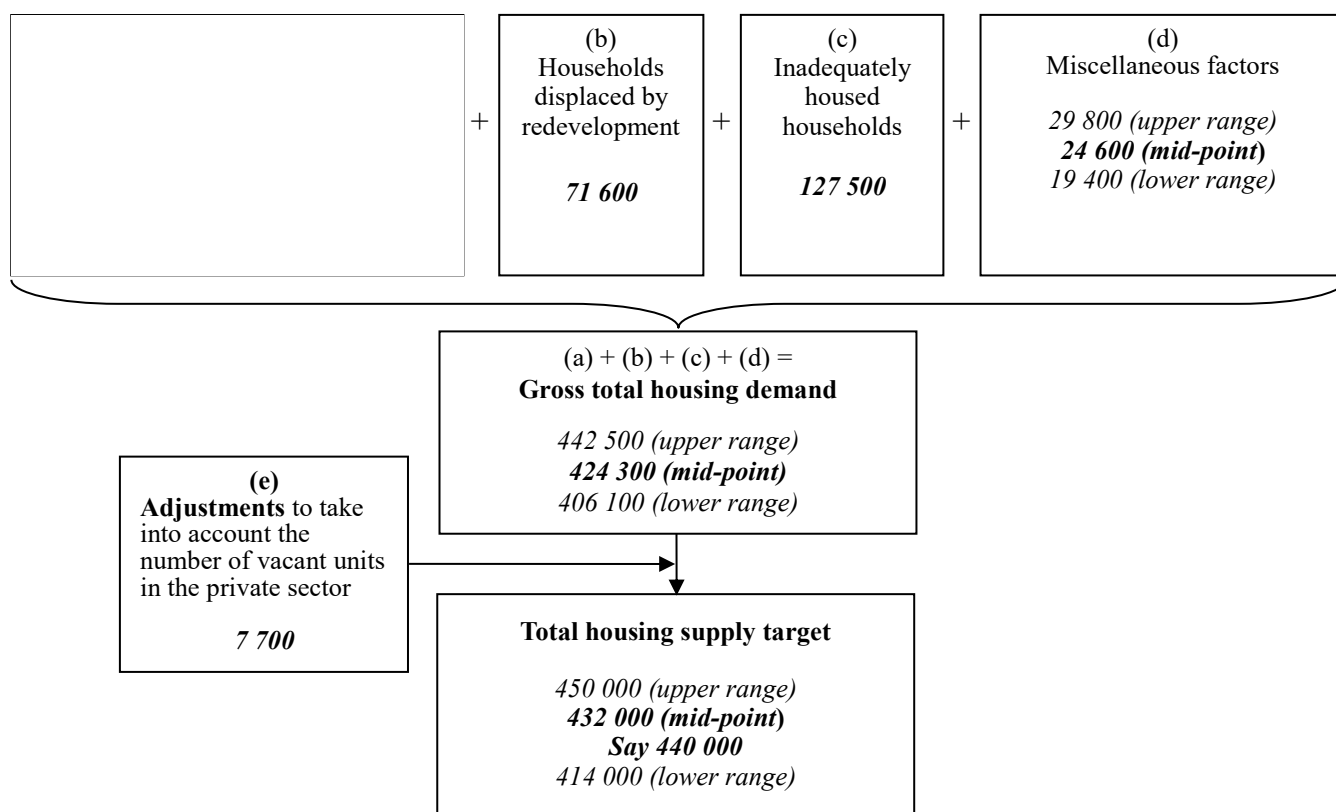 (b)
Households
displaced by
redevelopment
71 600
+
(c)
Inadequately
housed
households
127 500
+
(d)
Miscellaneous factors
29 800 (upper range)
24 600 (mid-point)
19 400 (lower range)
+
(a) + (b) + (c) + (d) =
Gross total housing demand
442 500 (upper range)
424 300 (mid-point)
406 100 (lower range)
(e)
Adjustments to take
into account the
number of vacant units
in the private sector
7 700
Total housing supply target
450 000 (upper range)
432 000 (mid-point)
Say 440 000
414 000 (lower range)